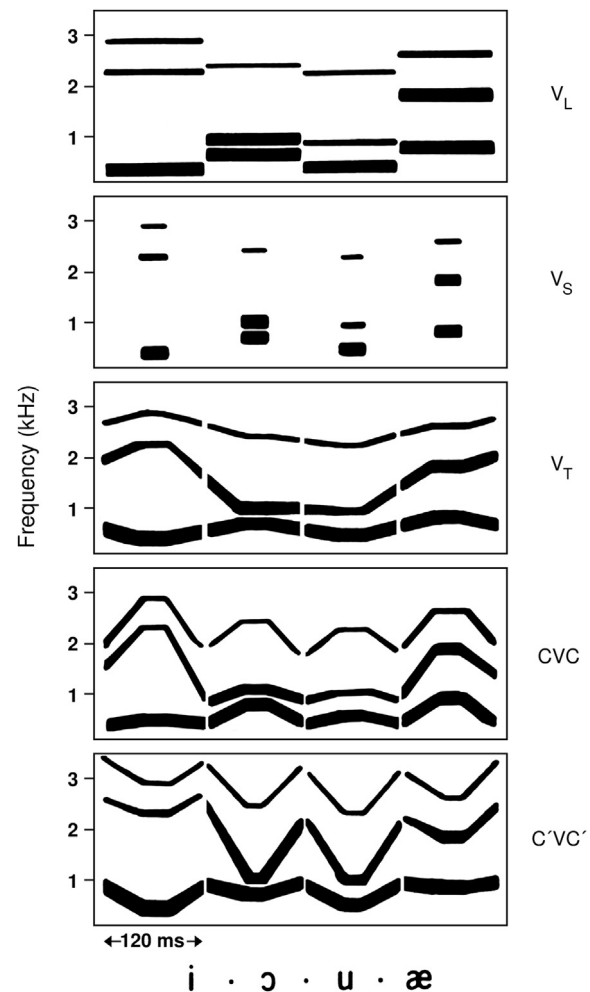 3
2
1
V_L
3
2
1
V_S
Frequency (kHz)
3
2
1
V_T
3
2
1
CVC
3
2
1
C´VC´
←120 ms→
i · ɔ · u · æ